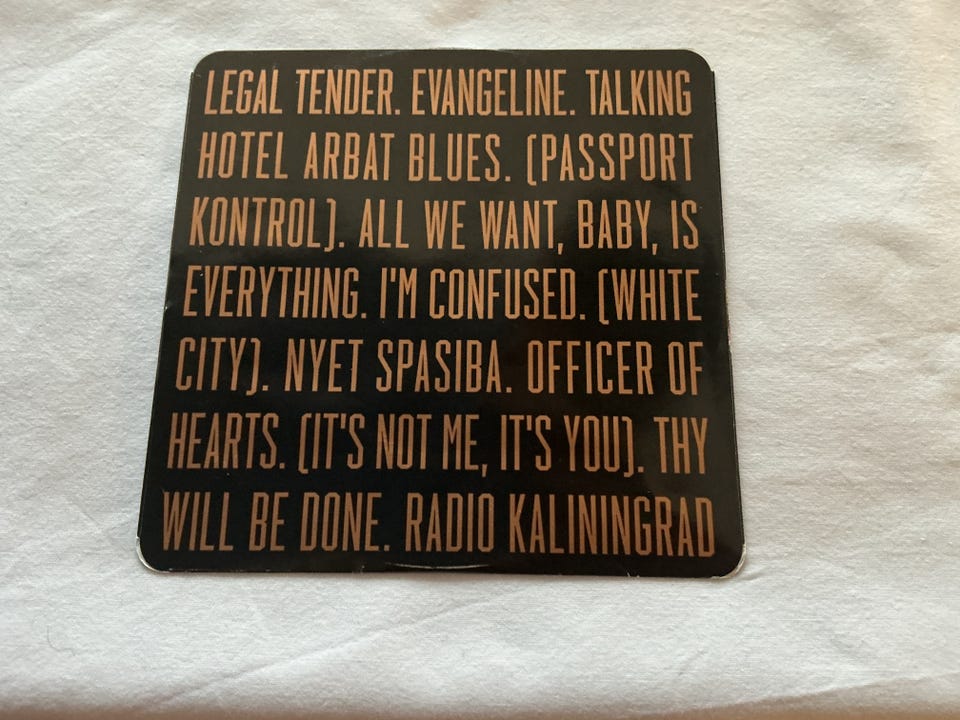 LEGAL TENDER. EVANGELINE. TALKING
HOTEL ARBAT BLUES. (PASSPORT
KONTROL). ALL WE WANT, BABY, IS
EVERYTHING. I'M CONFUSED. (WHITE
CITY). NYET SPASIBA. OFFICER OF
HEARTS. (IT'S NOT ME, IT'S YOU). THY
WILL BE DONE. RADIO KALININGRAD